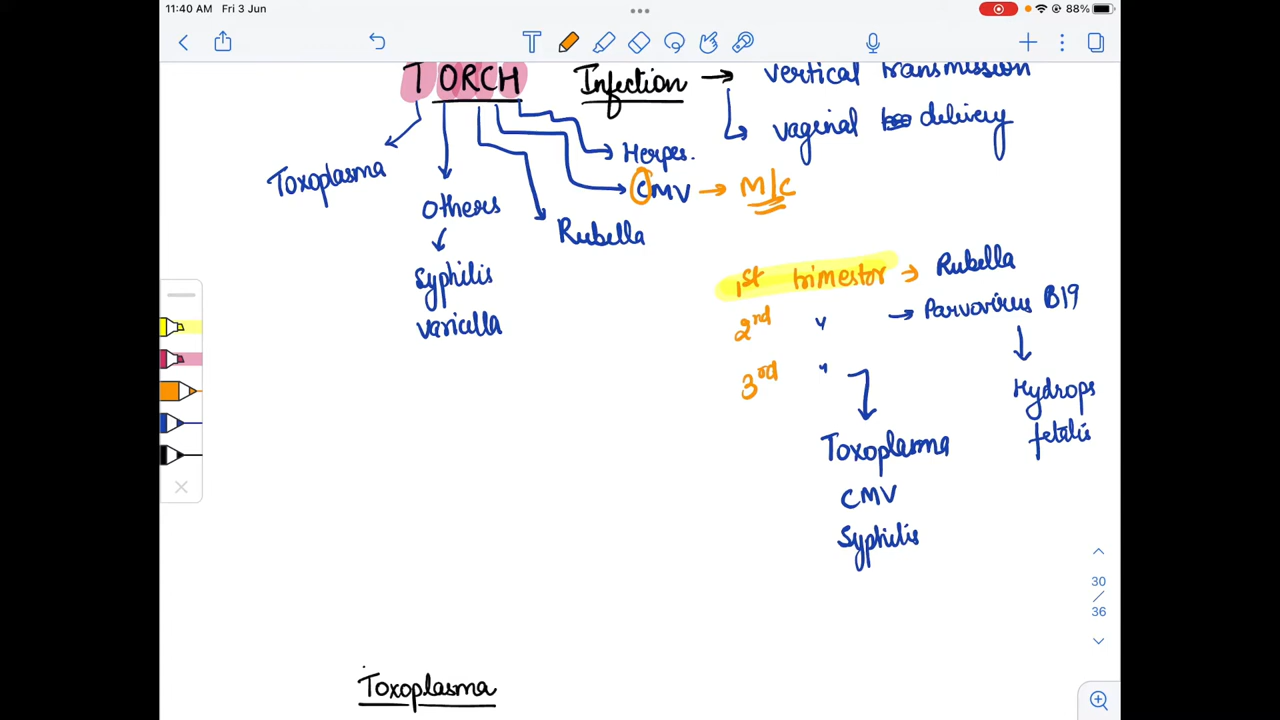 11:40 AM Fri 3 Jun
88%
TORCH Infection → vertical transmission
vaginal delivery
Toxoplasma
Others
Syphilis
varicella
Herpes.
CMV → M/C
Rubella
1st trimestor → Rubella
2nd " → Parvovirus B19
Hydrops
fetalis
3rd "
Toxoplasma
CMV
Syphilis
30
/
36
Toxoplasma